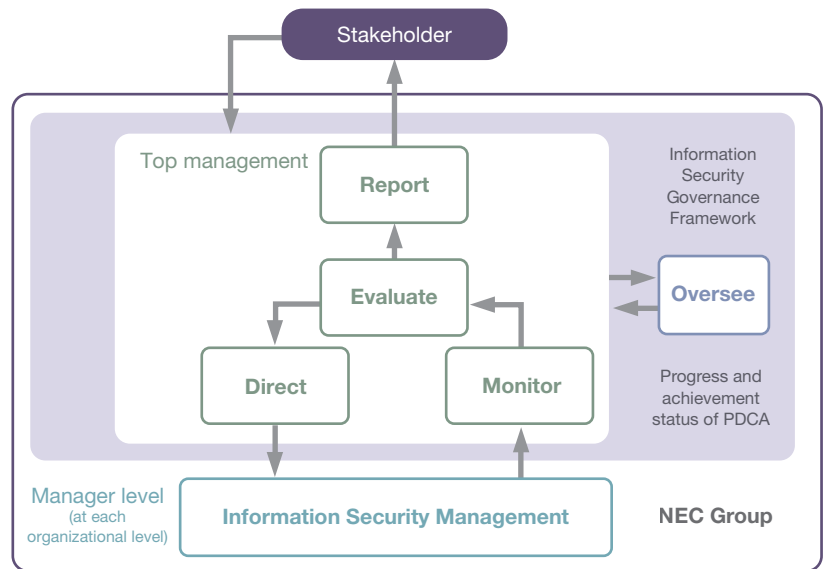 Stakeholder
Top management
Report
Information
Security
Governance
Framework
Evaluate
Oversee
Direct
Monitor
Progress and
achievement
status of PDCA
Manager level
(at each
organizational level)
Information Security Management
NEC Group